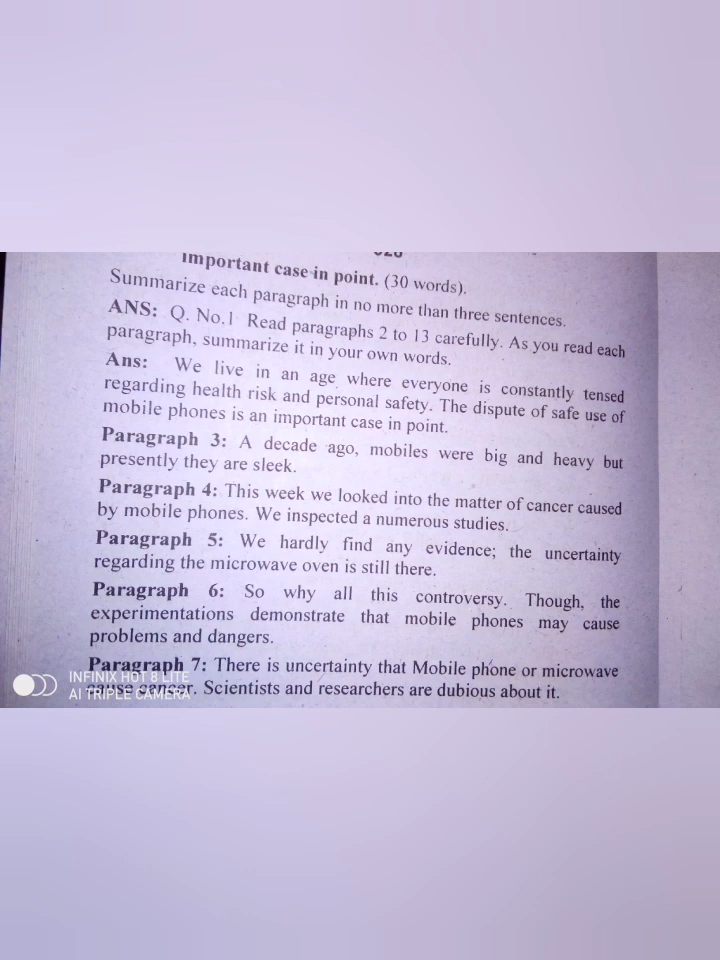 important case in point. (30 words).
Summarize each paragraph in no more than three sentences.
ANS: Q. No.1 Read paragraphs 2 to 13 carefully. As you read each
paragraph, summarize it in your own words.
Ans: We live in an age where everyone is constantly tensed
regarding health risk and personal safety. The dispute of safe use of
mobile phones is an important case in point.
Paragraph 3: A decade ago, mobiles were big and heavy but
presently they are sleek.
Paragraph 4: This week we looked into the matter of cancer caused
by mobile phones. We inspected a numerous studies.
Paragraph 5: We hardly find any evidence; the uncertainty
regarding the microwave oven is still there.
Paragraph 6: So why all this controversy. Though, the
experimentations demonstrate that mobile phones may cause
problems and dangers.
Paragraph 7: There is uncertainty that Mobile phone or microwave
cause cancer. Scientists and researchers are dubious about it.
INFINIX HOT 8 LITE
AI TRIPLE CAMERA